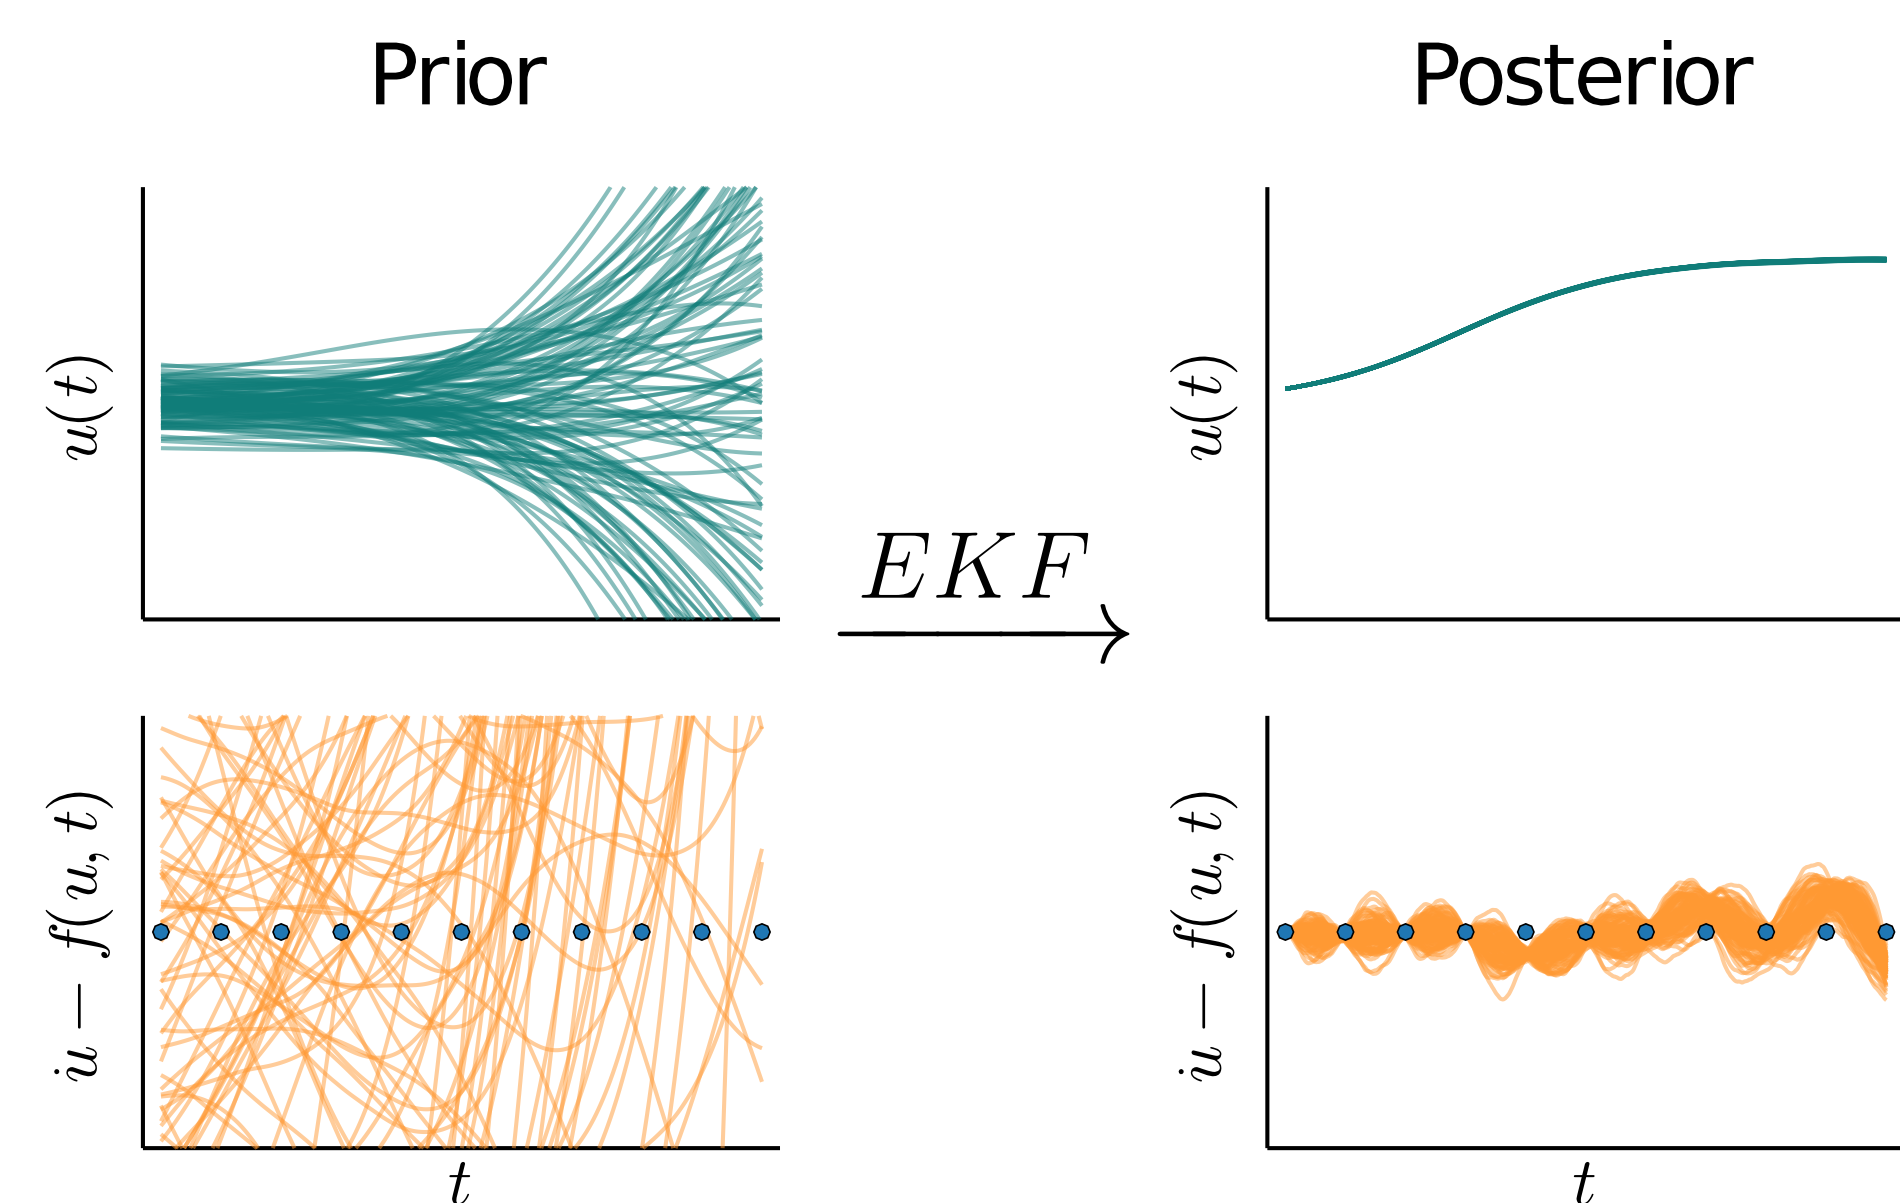 Prior
Posterior
u(t)
u(t)
EKF
u̇ − f(u, t)
u̇ − f(u, t)
t
t